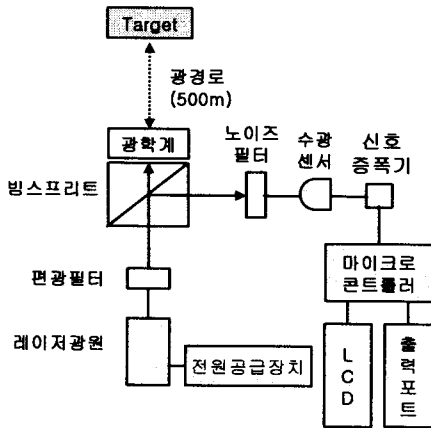 Target
광경로
(500m)
광학계
노이즈
필터
수광
센서
신호
증폭기
빔스프리트
편광필터
마이크로
콘트롤러
레이저광원
전원공급장치
LCD
출력포트